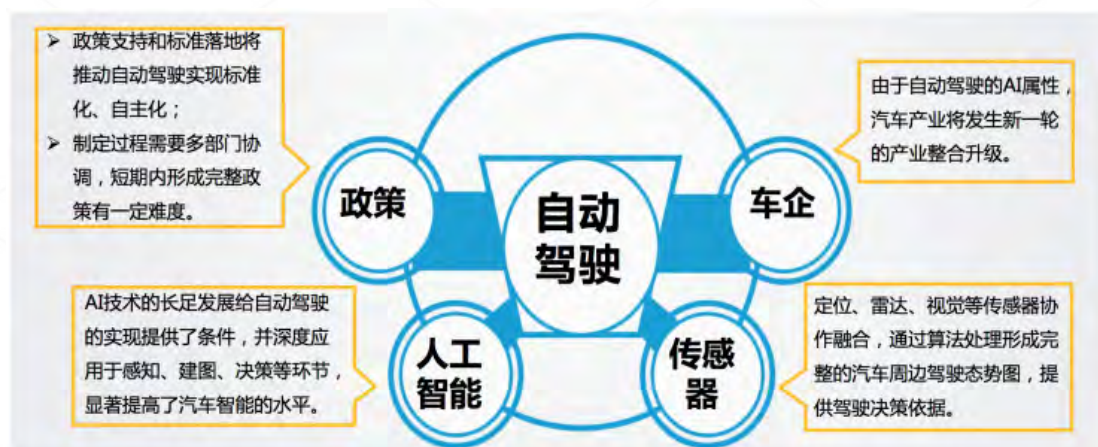 ➢ 政策支持和标准落地将
推动自动驾驶实现标准
化、自主化；
➢ 制定过程需要多部门协
调，短期内形成完整政
策有一定难度。
由于自动驾驶的AI属性，
汽车产业将发生新一轮
的产业整合升级。
政策
自动
驾驶
车企
AI技术的长足发展给自动驾驶
的实现提供了条件，并深度应
用于感知、建图、决策等环节，
显著提高了汽车智能的水平。
人工
智能
传感
器
定位、雷达、视觉等传感器协
作融合，通过算法处理形成完
整的汽车周边驾驶态势图，提
供驾驶决策依据。